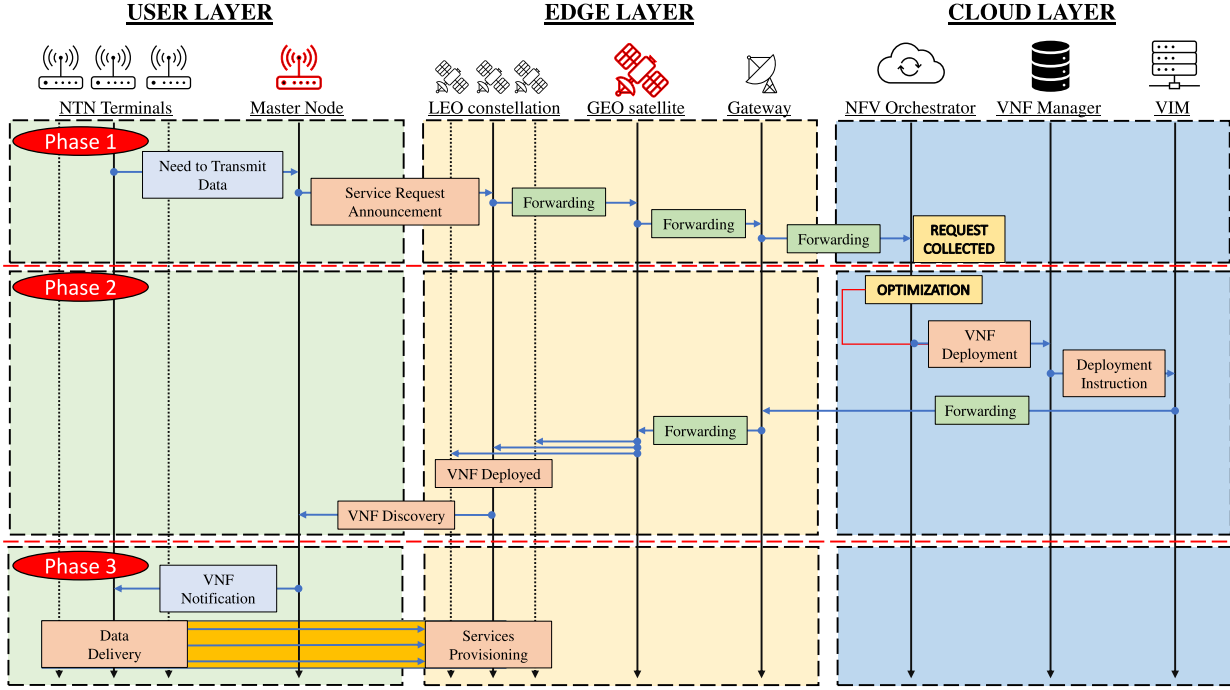 USER LAYER
EDGE LAYER
CLOUD LAYER
NTN Terminals
Master Node
LEO constellation
GEO satellite
Gateway
NFV Orchestrator
VNF Manager
VIM
Phase 1
Need to Transmit
Data
Service Request
Announcement
Forwarding
Forwarding
Forwarding
REQUEST
COLLECTED
Phase 2
OPTIMIZATION
VNF
Deployment
Deployment
Instruction
Forwarding
Forwarding
VNF Deployed
VNF Discovery
Phase 3
VNF
Notification
Data
Delivery
Services
Provisioning